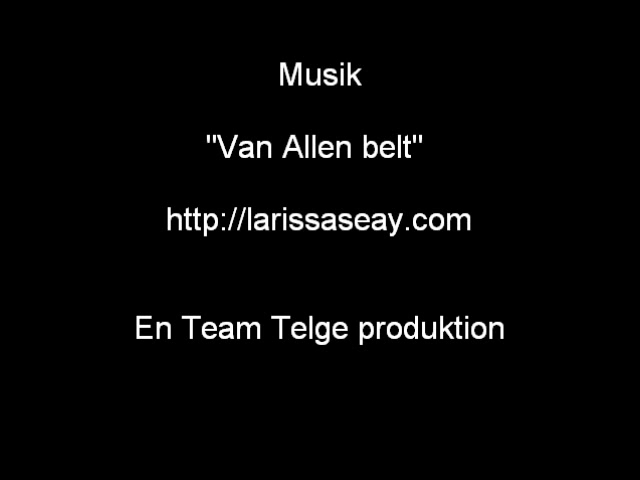 Musik
"Van Allen belt"
http://larissaseay.com
En Team Telge produktion